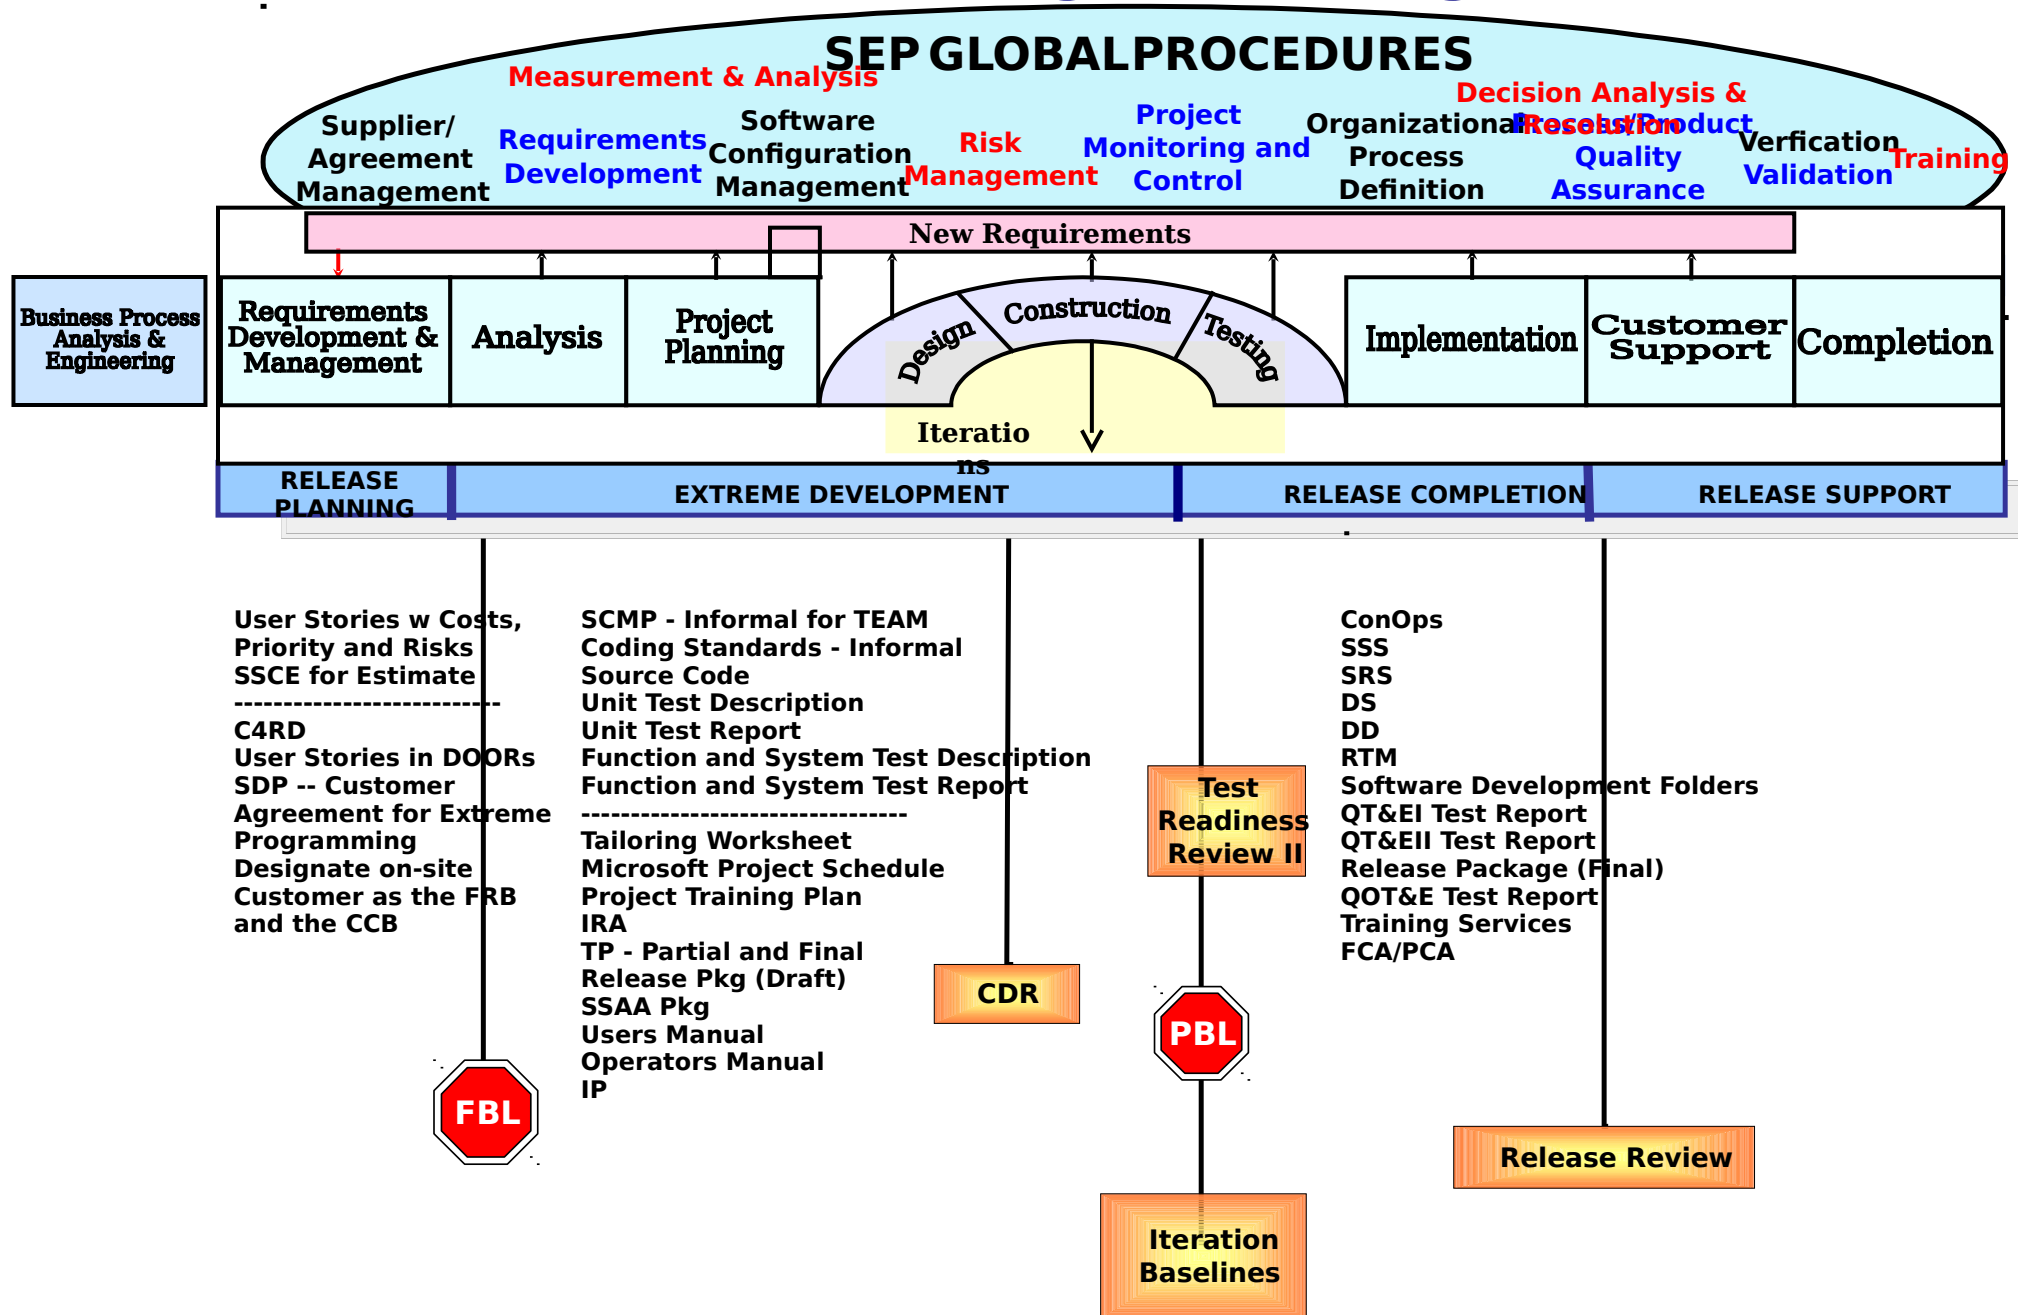 SEP GLOBAL PROCEDURES
Measurement & Analysis
Decision Analysis &
Resolution
Supplier/
Agreement
Management
Requirements
Development
Software
Configuration
Management
Risk
Management
Project
Monitoring and
Control
Organizational
Process
Definition
Process/Product
Quality
Assurance
Verfication
Validation
Training
New Requirements
Business Process
Analysis &
Engineering
Requirements
Development &
Management
Analysis
Project
Planning
Design
Construction
Testing
Implementation
Customer
Support
Completion
Iteratio
ns
RELEASE
PLANNING
EXTREME DEVELOPMENT
RELEASE COMPLETION
RELEASE SUPPORT
User Stories w Costs,
Priority and Risks
SSCE for Estimate
---------------------------
C4RD
User Stories in DOORs
SDP -- Customer
Agreement for Extreme
Programming
Designate on-site
Customer as the FRB
and the CCB
FBL
SCMP - Informal for TEAM
Coding Standards - Informal
Source Code
Unit Test Description
Unit Test Report
Function and System Test Description
Function and System Test Report
---------------------------------
Tailoring Worksheet
Microsoft Project Schedule
Project Training Plan
IRA
TP - Partial and Final
Release Pkg (Draft)
SSAA Pkg
Users Manual
Operators Manual
IP
CDR
Test
Readiness
Review II
PBL
Iteration
Baselines
ConOps
SSS
SRS
DS
DD
RTM
Software Development Folders
QT&EI Test Report
QT&EII Test Report
Release Package (Final)
QOT&E Test Report
Training Services
FCA/PCA
Release Review